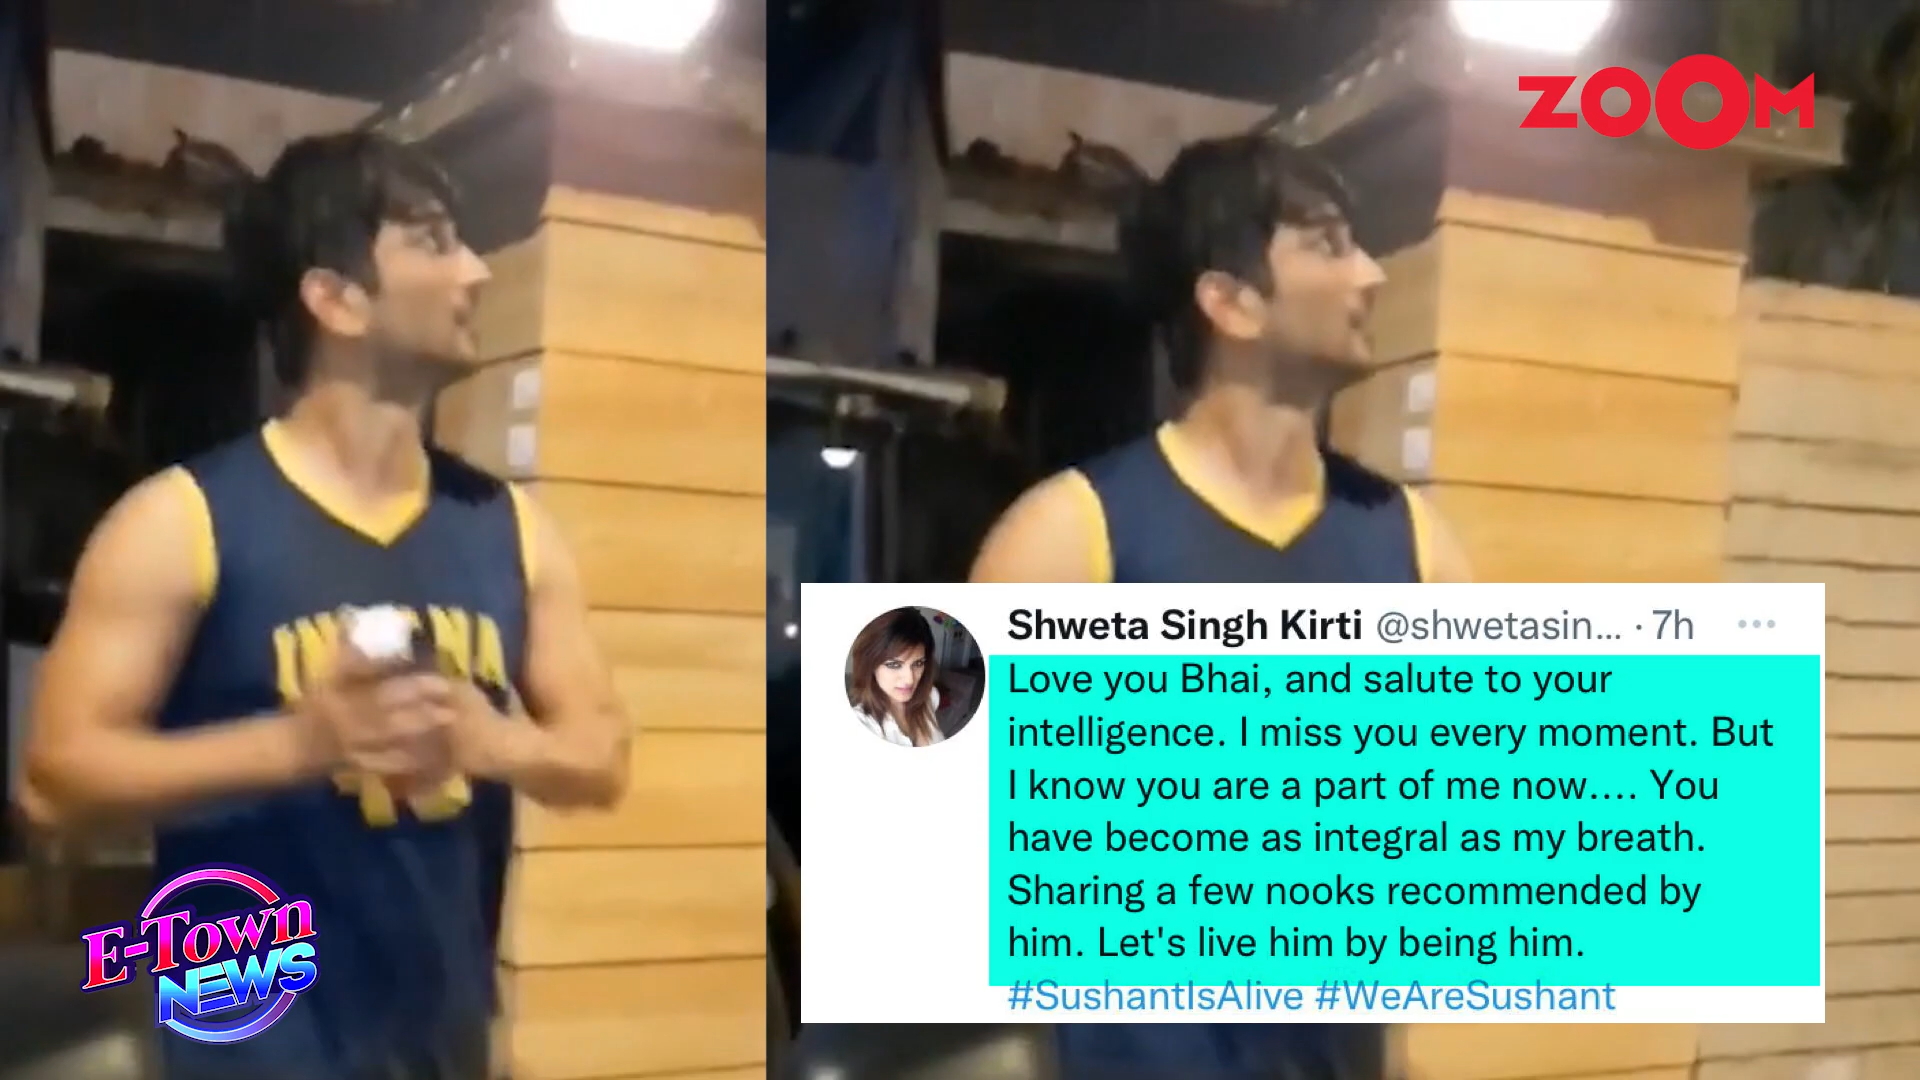 ZOOM
Shweta Singh Kirti @shwetasin... · 7h
Love you Bhai, and salute to your
intelligence. I miss you every moment. But
I know you are a part of me now.... You
have become as integral as my breath.
Sharing a few nooks recommended by
him. Let's live him by being him.
#SushantIsAlive #WeAreSushant
E-TOWN
NEWS